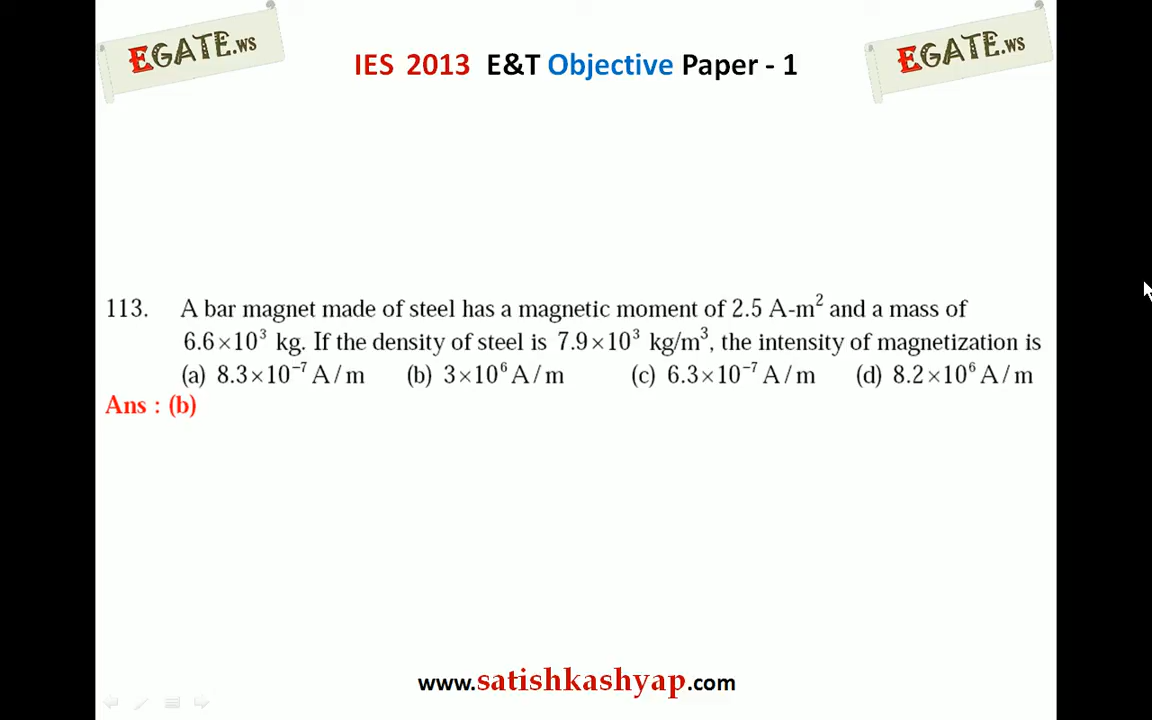 EGATE.ws
IES 2013 E&T Objective Paper - 1
EGATE.ws
113. A bar magnet made of steel has a magnetic moment of 2.5 A-m² and a mass of
6.6×10³ kg. If the density of steel is 7.9×10³ kg/m³, the intensity of magnetization is
(a) 8.3×10⁻⁷ A/m (b) 3×10⁶ A/m (c) 6.3×10⁻⁷ A/m (d) 8.2×10⁶ A/m
Ans : (b)
www.satishkashyap.com